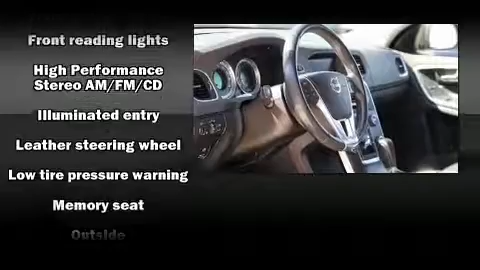 Front reading lights
High Performance
Stereo AM/FM/CD
Illuminated entry
Leather steering wheel
Low tire pressure warning
Memory seat
Outside